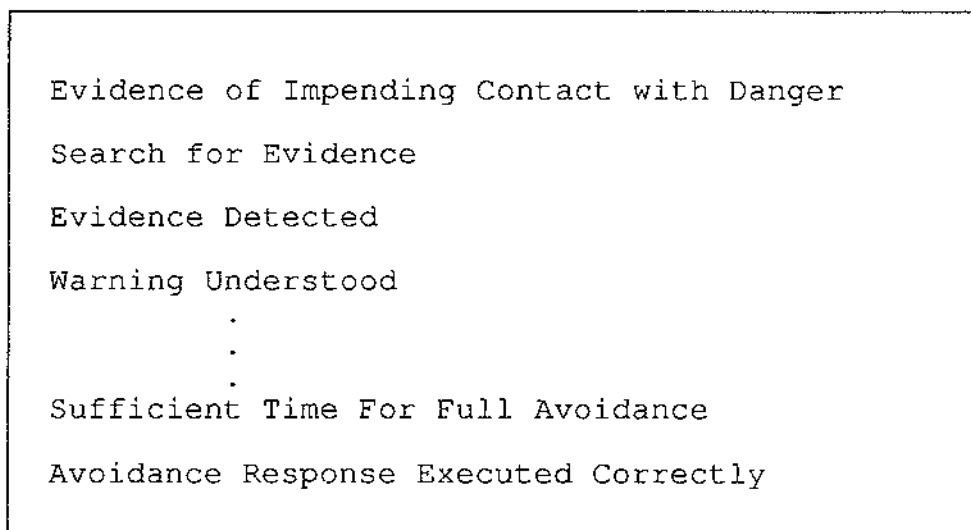 Evidence of Impending Contact with Danger
Search for Evidence
Evidence Detected
Warning Understood
.
.
.
Sufficient Time For Full Avoidance
Avoidance Response Executed Correctly